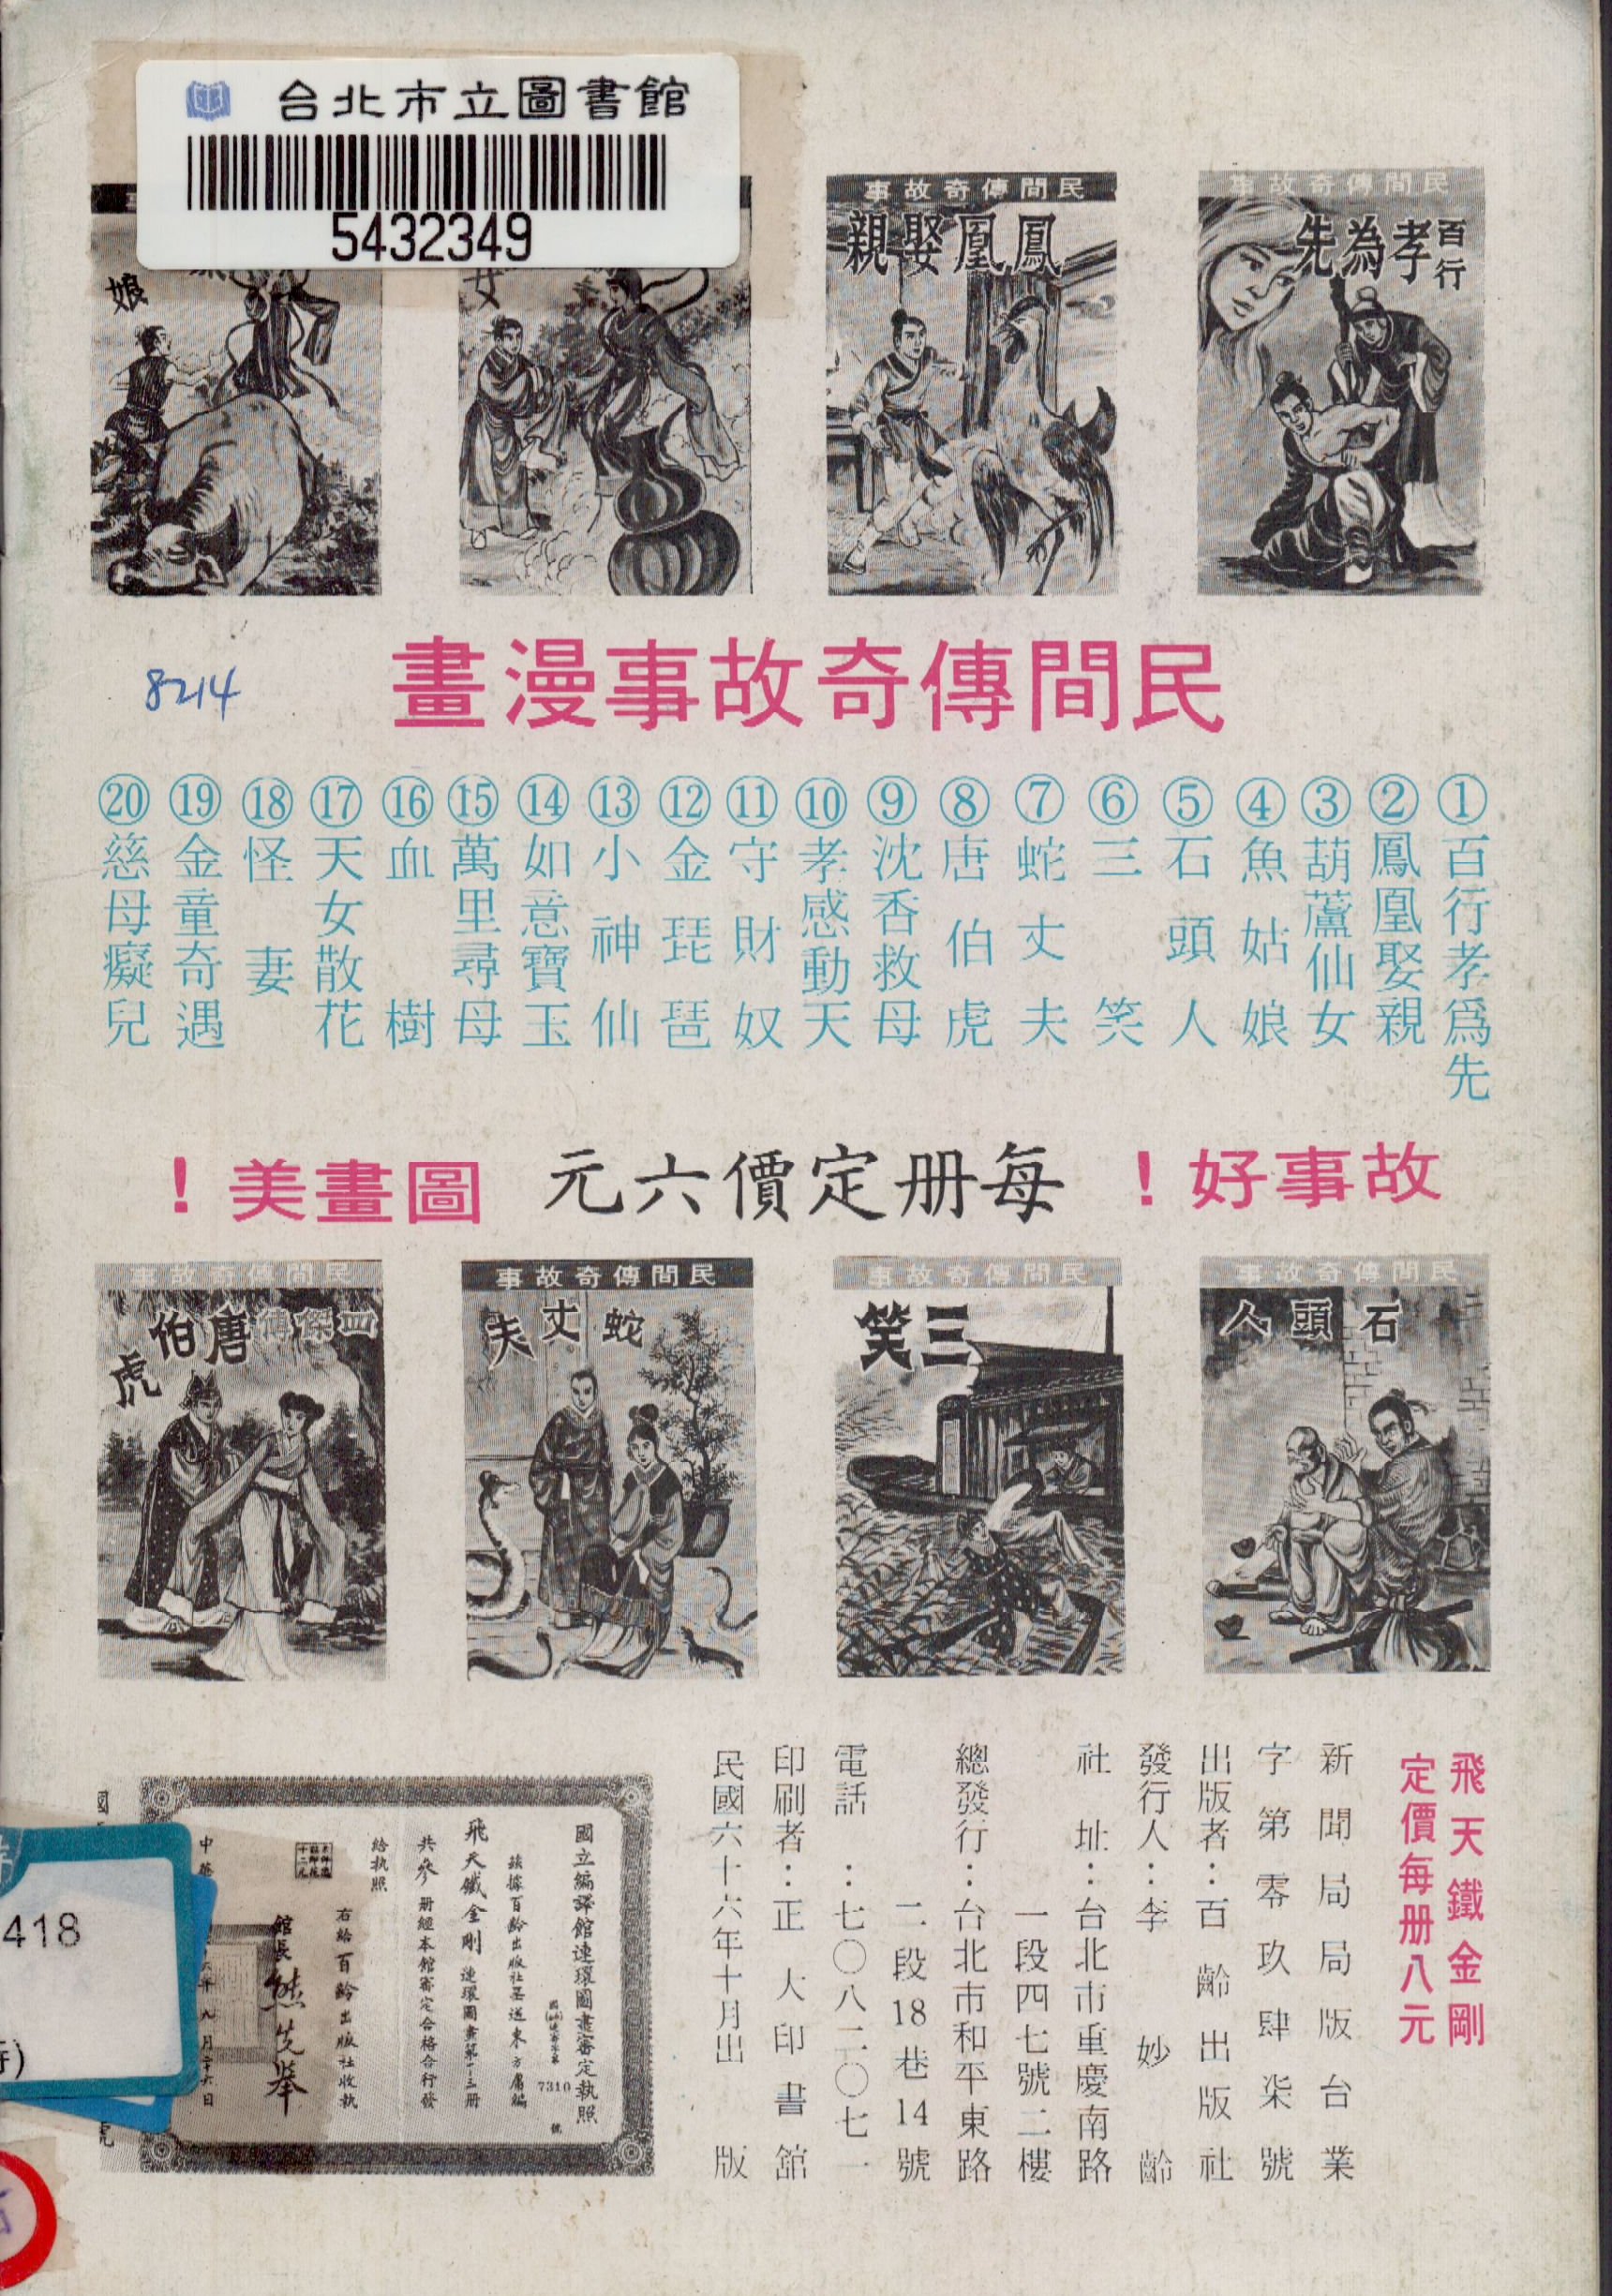 台北市立圖書館
5432349
民間傳奇故事
百行孝為先
民間傳奇故事
鳳凰娶親
女
娘
民間傳奇故事漫畫
8214
①百行孝爲先
②鳳凰娶親
③葫蘆仙女
④魚姑娘
⑤石頭人
⑥三笑
⑦蛇丈夫
⑧唐伯虎
⑨沈香救母
⑩孝感動天
⑪守財奴
⑫金琵琶
⑬小神仙
⑭如意寶玉
⑮萬里尋母
⑯血樹
⑰天女散花
⑱怪妻
⑲金童奇遇
⑳慈母癡兒
故事好!
每册定價六元
圖畫美!
民間傳奇故事
石頭人
民間傳奇故事
三笑
民間傳奇故事
蛇丈夫
民間傳奇故事
四傑傳唐伯虎
飛天鐵金剛
定價每册八元
新聞局局版台業
字第零玖肆柒號
出版者:百齡出版社
發行人:李妙齡
社址:台北市重慶南路
一段四七號二樓
總發行:台北市和平東路
二段18巷14號
電話:七〇八二〇七一
印刷者:正大印書舘
民國六十六年十月出版
國立編譯館連環圖畫審定執照
7310
號
茲據百齡出版社呈送東方庸編
飛天鐵金剛連環圖畫第1-3册
共參册經本館審定合格合行發
給執照
右給百齡出版社收執
館長熊先舉
九月二十六日
418